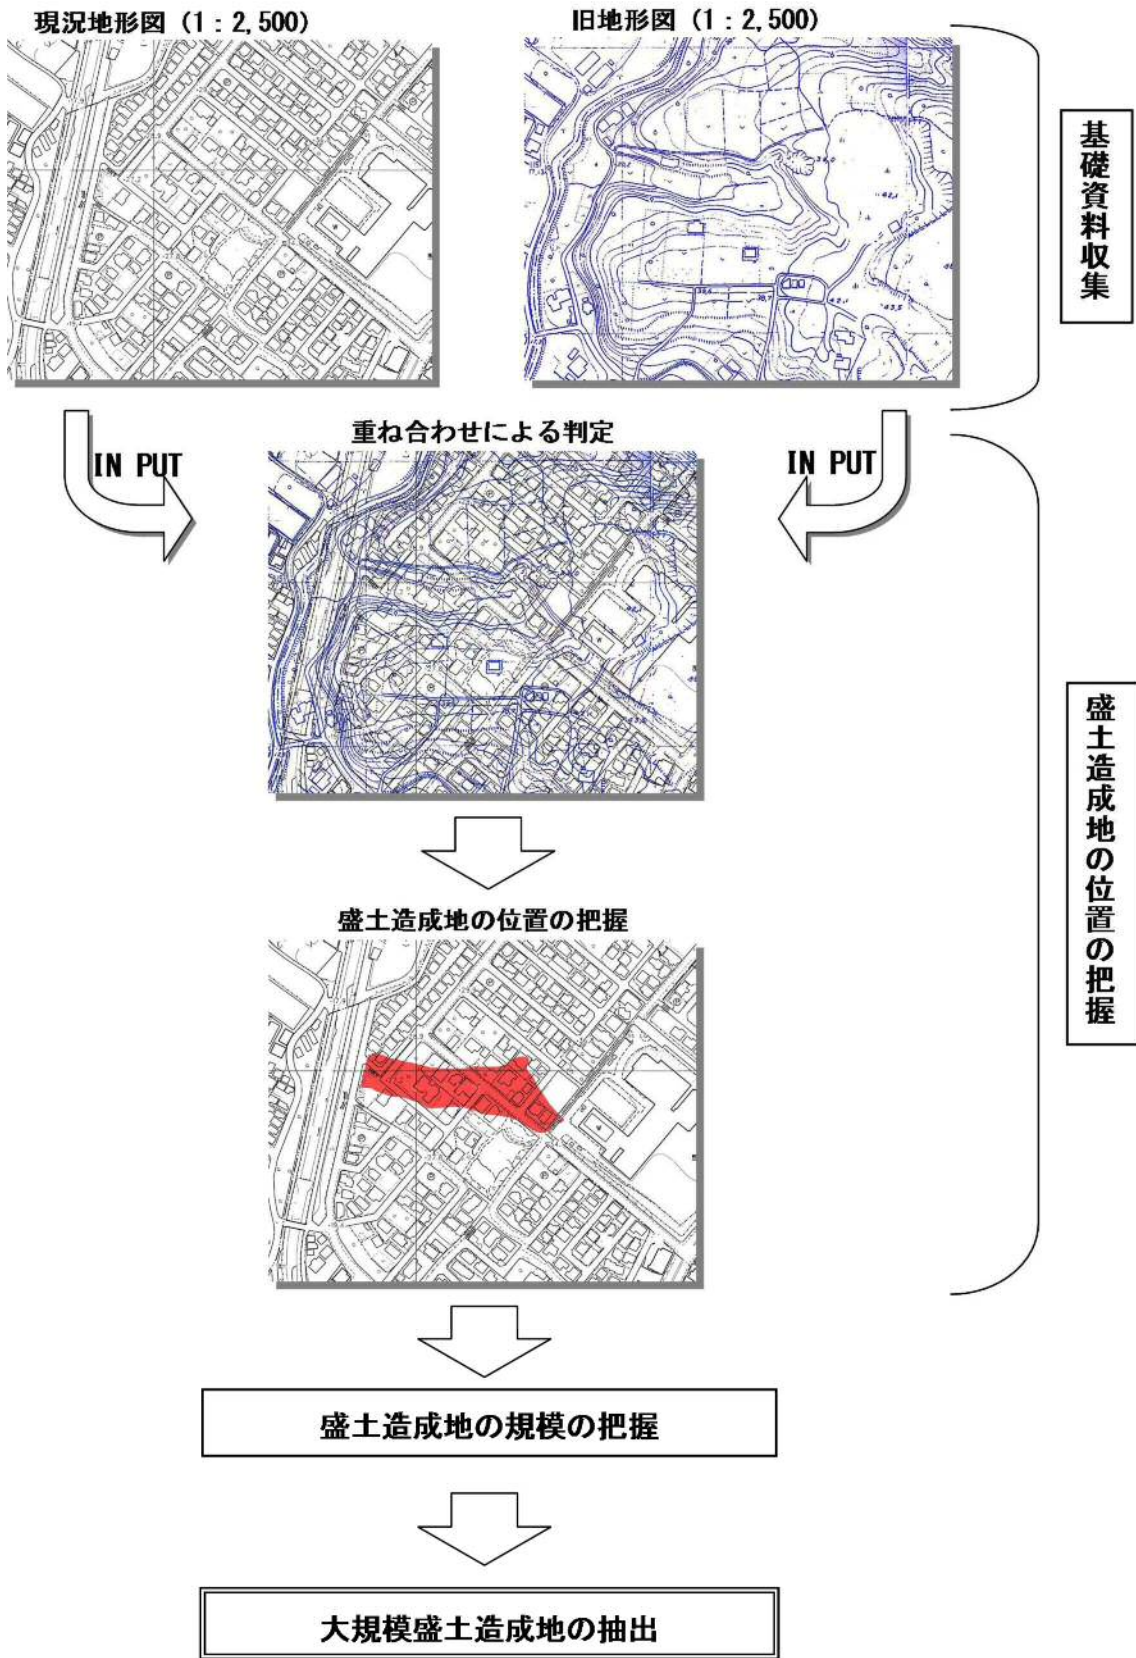 現況地形図（1：2,500）
旧地形図（1：2,500）
基礎資料収集
IN PUT
重ね合わせによる判定
IN PUT
盛土造成地の位置の把握
盛土造成地の位置の把握
盛土造成地の規模の把握
大規模盛土造成地の抽出